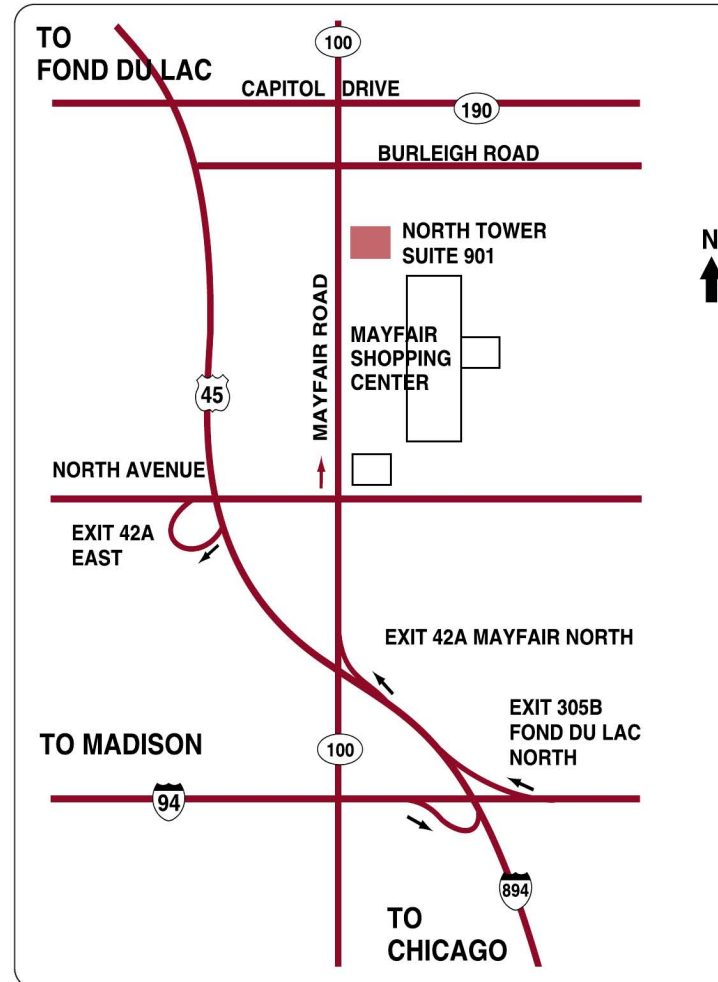 TO
FOND DU LAC
100
CAPITOL DRIVE
190
BURLEIGH ROAD
NORTH TOWER
SUITE 901
N
MAYFAIR ROAD
MAYFAIR
SHOPPING
CENTER
45
NORTH AVENUE
EXIT 42A
EAST
EXIT 42A MAYFAIR NORTH
EXIT 305B
FOND DU LAC
NORTH
TO MADISON
100
94
894
TO
CHICAGO